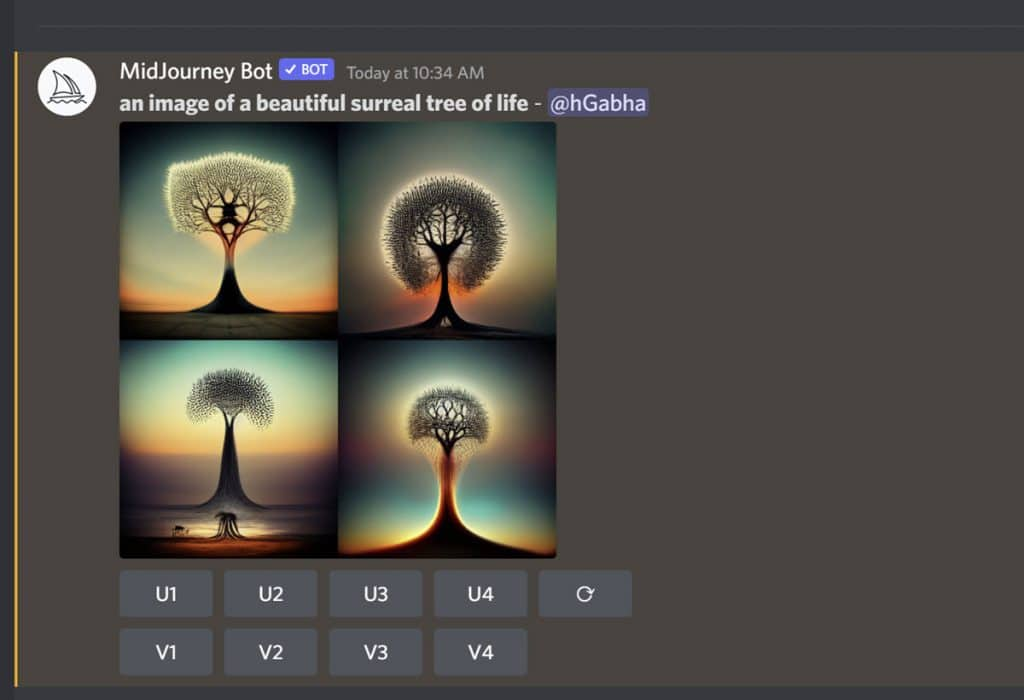 MidJourney Bot ✓ BOT Today at 10:34 AM
an image of a beautiful surreal tree of life - @hGabha
U1 U2 U3 U4
V1 V2 V3 V4